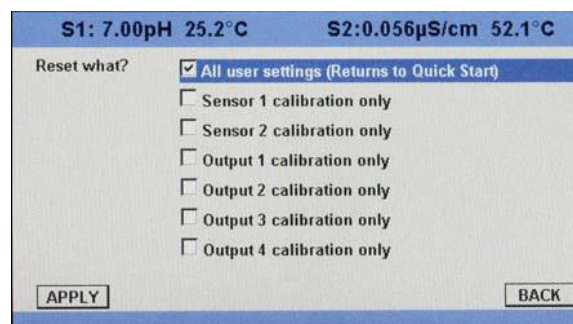 S1: 7.00pH 25.2°C S2:0.056µS/cm 52.1°C
Reset what?
All user settings (Returns to Quick Start)
Sensor 1 calibration only
Sensor 2 calibration only
Output 1 calibration only
Output 2 calibration only
Output 3 calibration only
Output 4 calibration only
APPLY
BACK